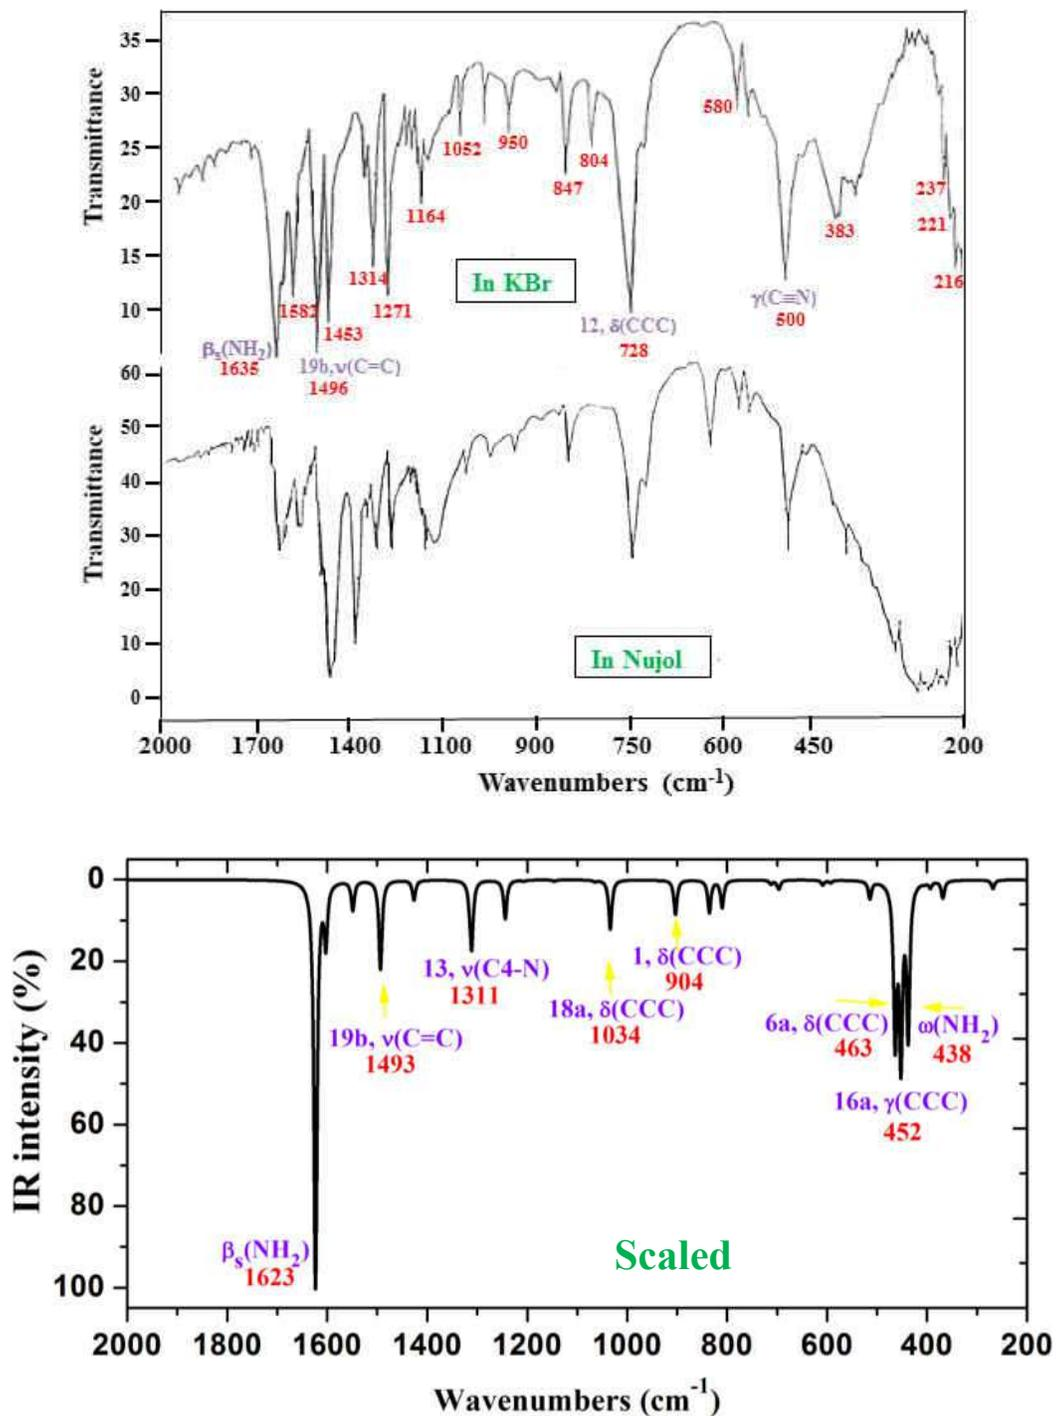 Transmittance
35
30
25
20
15
10
1052
950
580
847
804
1164
237
221
383
216
1314
1271
1582
1453
In KBr
γ(C≡N)
500
12, δ(CCC)
728
βs(NH2)
1635
19b,ν(C=C)
1496
Transmittance
60
50
40
30
20
10
0
In Nujol
2000 1700 1400 1100 900 750 600 450 200
Wavenumbers (cm-1)
IR intensity (%)
0
20
40
60
80
100
13, ν(C4-N)
1311
1, δ(CCC)
904
18a, δ(CCC)
1034
19b, ν(C=C)
1493
6a, δ(CCC)
463
ω(NH2)
438
16a, γ(CCC)
452
βs(NH2)
1623
Scaled
2000 1800 1600 1400 1200 1000 800 600 400 200
Wavenumbers (cm-1)